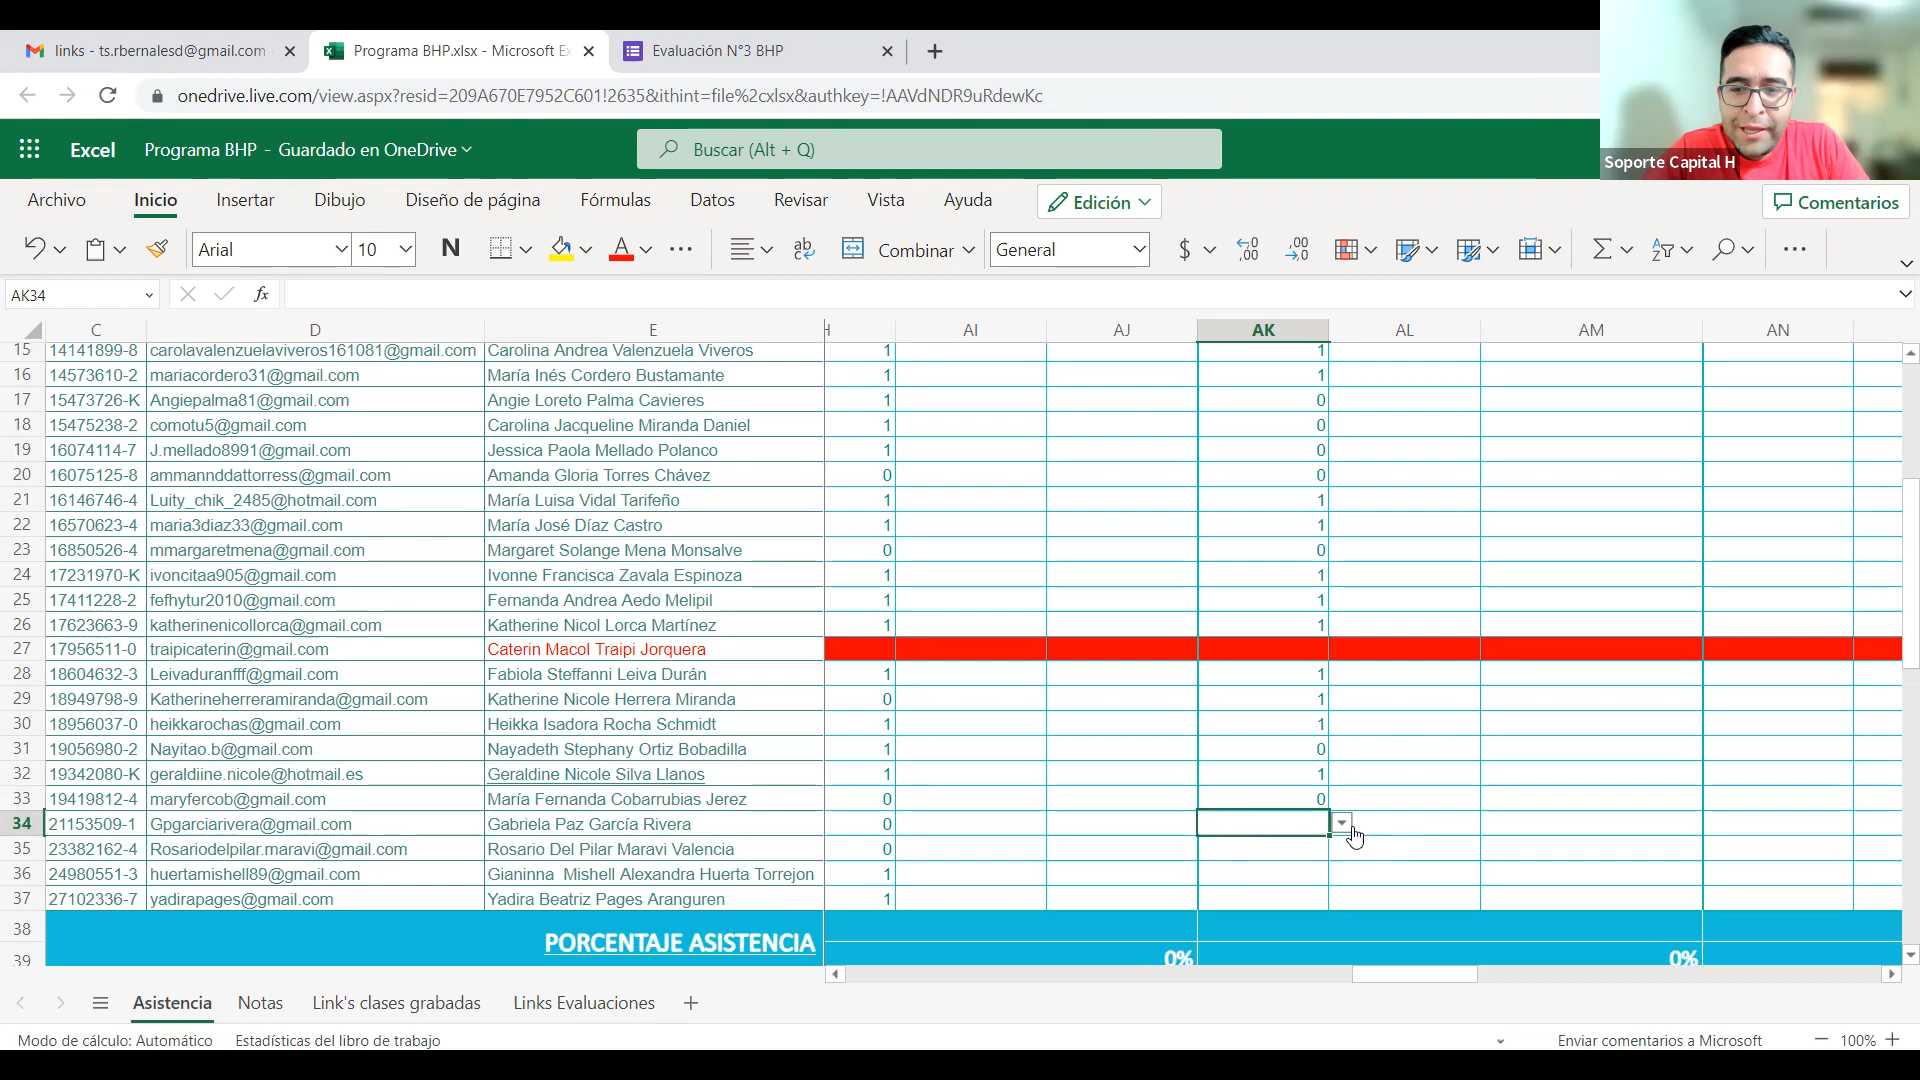 links - ts.rbernalesd@gmail.com
Programa BHP.xlsx - Microsoft Ex
Evaluación N°3 BHP
onedrive.live.com/view.aspx?resid=209A670E7952C601!2635&ithint=file%2cxlsx&authkey=!AAVdNDR9uRdewKc
Excel Programa BHP - Guardado en OneDrive
Buscar (Alt + Q)
Soporte Capital H
Archivo Inicio Insertar Dibujo Diseño de página Fórmulas Datos Revisar Vista Ayuda Edición Comentarios
Arial 10 N Combinar General
AK34 fx
C D E H AI AJ AK AL AM AN
15 14141899-8 carolavalenzuelaviveros161081@gmail.com Carolina Andrea Valenzuela Viveros 1 1
16 14573610-2 mariacordero31@gmail.com María Inés Cordero Bustamante 1 1
17 15473726-K Angiepalma81@gmail.com Angie Loreto Palma Cavieres 1 0
18 15475238-2 comotu5@gmail.com Carolina Jacqueline Miranda Daniel 1 0
19 16074114-7 J.mellado8991@gmail.com Jessica Paola Mellado Polanco 1 0
20 16075125-8 ammannddattorress@gmail.com Amanda Gloria Torres Chávez 0 0
21 16146746-4 Luity_chik_2485@hotmail.com María Luisa Vidal Tarifeño 1 1
22 16570623-4 maria3diaz33@gmail.com María José Díaz Castro 1 1
23 16850526-4 mmargaretmena@gmail.com Margaret Solange Mena Monsalve 0 0
24 17231970-K ivoncitaa905@gmail.com Ivonne Francisca Zavala Espinoza 1 1
25 17411228-2 fefhytur2010@gmail.com Fernanda Andrea Aedo Melipil 1 1
26 17623663-9 katherinenicollorca@gmail.com Katherine Nicol Lorca Martínez 1 1
27 17956511-0 traipicaterin@gmail.com Caterin Macol Traipi Jorquera
28 18604632-3 Leivaduranfff@gmail.com Fabiola Steffanni Leiva Durán 1 1
29 18949798-9 Katherineherreramiranda@gmail.com Katherine Nicole Herrera Miranda 0 1
30 18956037-0 heikkarochas@gmail.com Heikka Isadora Rocha Schmidt 1 1
31 19056980-2 Nayitao.b@gmail.com Nayadeth Stephany Ortiz Bobadilla 1 0
32 19342080-K geraldiine.nicole@hotmail.es Geraldine Nicole Silva Llanos 1 1
33 19419812-4 maryfercob@gmail.com María Fernanda Cobarrubias Jerez 0 0
34 21153509-1 Gpgarciarivera@gmail.com Gabriela Paz García Rivera 0
35 23382162-4 Rosariodelpilar.maravi@gmail.com Rosario Del Pilar Maravi Valencia 0
36 24980551-3 huertamishell89@gmail.com Gianinna  Mishell Alexandra Huerta Torrejon 1
37 27102336-7 yadirapages@gmail.com Yadira Beatriz Pages Aranguren 1
38 PORCENTAJE ASISTENCIA
39 0% 0%
Asistencia Notas Link's clases grabadas Links Evaluaciones
Modo de cálculo: Automático Estadísticas del libro de trabajo Enviar comentarios a Microsoft 100%